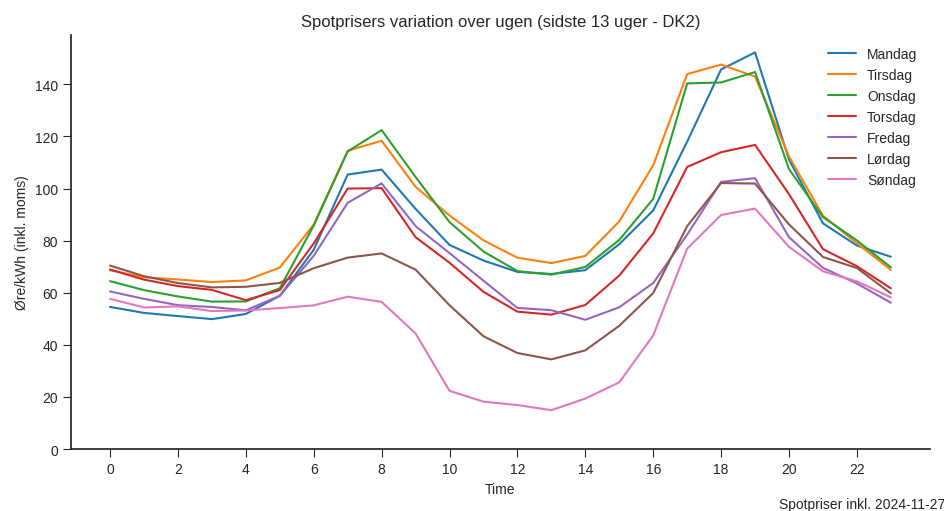 Spotprisers variation over ugen (sidste 13 uger - DK2)
Mandag
Tirsdag
Onsdag
Torsdag
Fredag
Lørdag
Søndag
Øre/kWh (inkl. moms)
140
120
100
80
60
40
20
0
0 2 4 6 8 10 12 14 16 18 20 22
Time
Spotpriser inkl. 2024-11-27